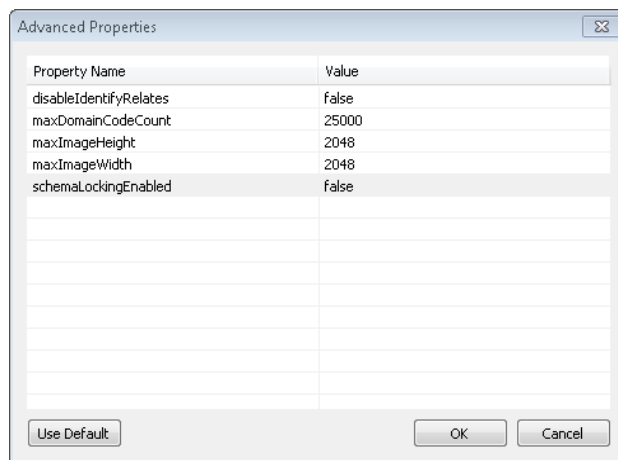 Advanced Properties
Property Name Value
disableIdentifyRelates false
maxDomainCodeCount 25000
maxImageHeight 2048
maxImageWidth 2048
schemaLockingEnabled false
Use Default OK Cancel